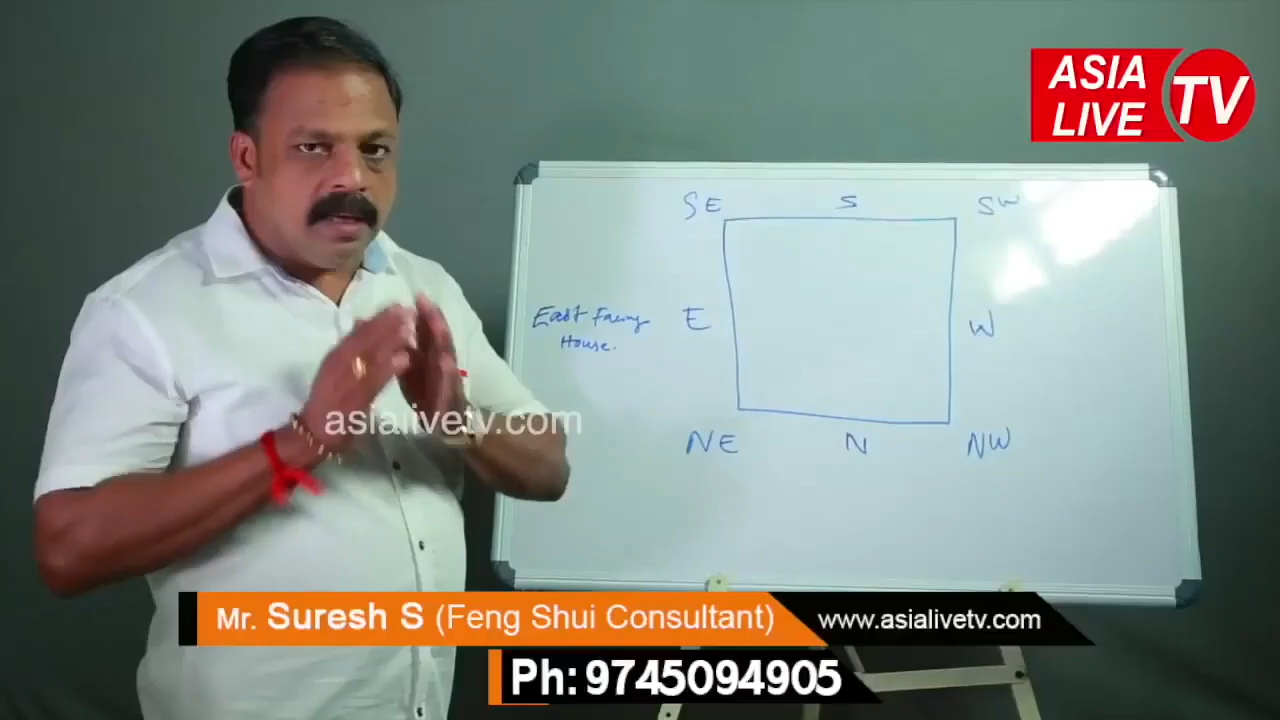 ASIA
LIVE
TV
SE S SW
East Facing
House.
E W
NE N NW
asialivetv.com
Mr. Suresh S (Feng Shui Consultant)
www.asialivetv.com
Ph: 9745094905